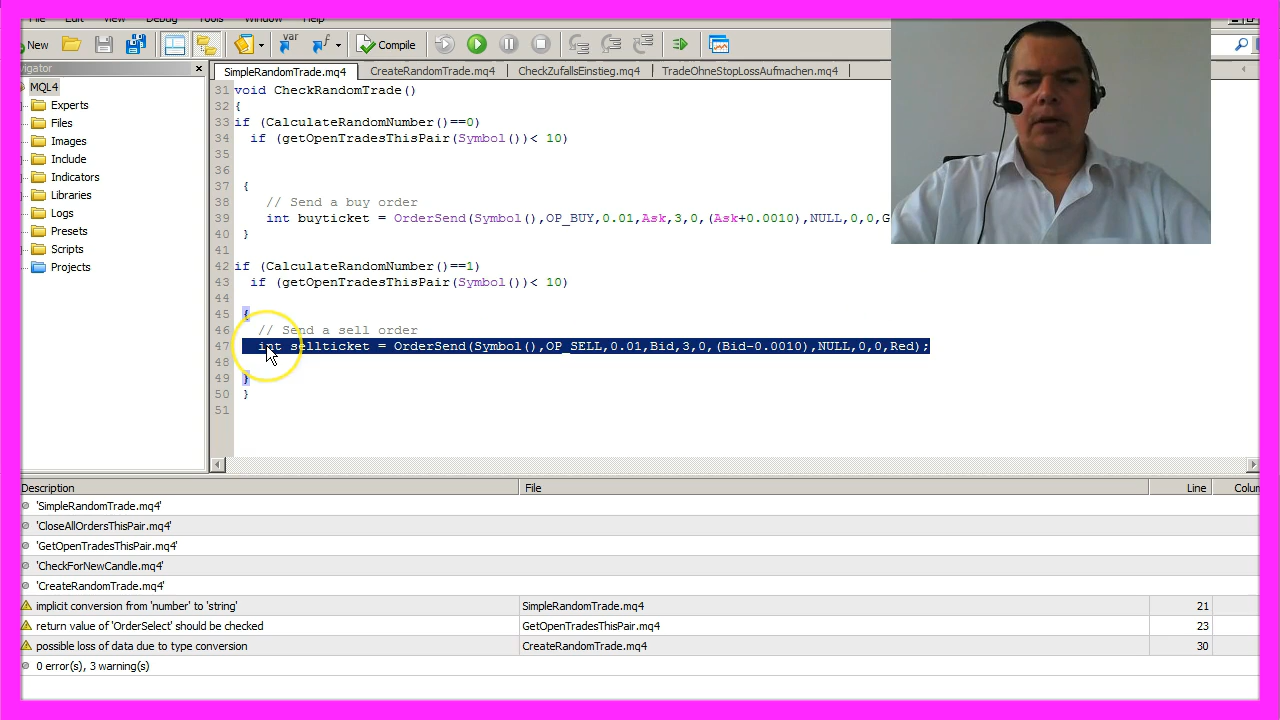 File Edit View Debug Tools Window Help
New var Compile
SimpleRandomTrade.mq4 CreateRandomTrade.mq4 CheckZufallsEinstieg.mq4 TradeOhneStopLossAufmachen.mq4
MQL4
Experts
Files
Images
Include
Indicators
Libraries
Logs
Presets
Scripts
Projects
31 void CheckRandomTrade()
32 {
33 if (CalculateRandomNumber()==0)
34 if (getOpenTradesThisPair(Symbol())< 10)
35
36
37 {
38 // Send a buy order
39 int buyticket = OrderSend(Symbol(),OP_BUY,0.01,Ask,3,0,(Ask+0.0010),NULL,0,0,G
40 }
41
42 if (CalculateRandomNumber()==1)
43 if (getOpenTradesThisPair(Symbol())< 10)
44
45 {
46 // Send a sell order
47 int sellticket = OrderSend(Symbol(),OP_SELL,0.01,Bid,3,0,(Bid-0.0010),NULL,0,0,Red);
48
49 }
50 }
51
Description File Line Colum
'SimpleRandomTrade.mq4'
'CloseAllOrdersThisPair.mq4'
'GetOpenTradesThisPair.mq4'
'CheckForNewCandle.mq4'
'CreateRandomTrade.mq4'
implicit conversion from 'number' to 'string' SimpleRandomTrade.mq4 21
return value of 'OrderSelect' should be checked GetOpenTradesThisPair.mq4 23
possible loss of data due to type conversion CreateRandomTrade.mq4 30
0 error(s), 3 warning(s)